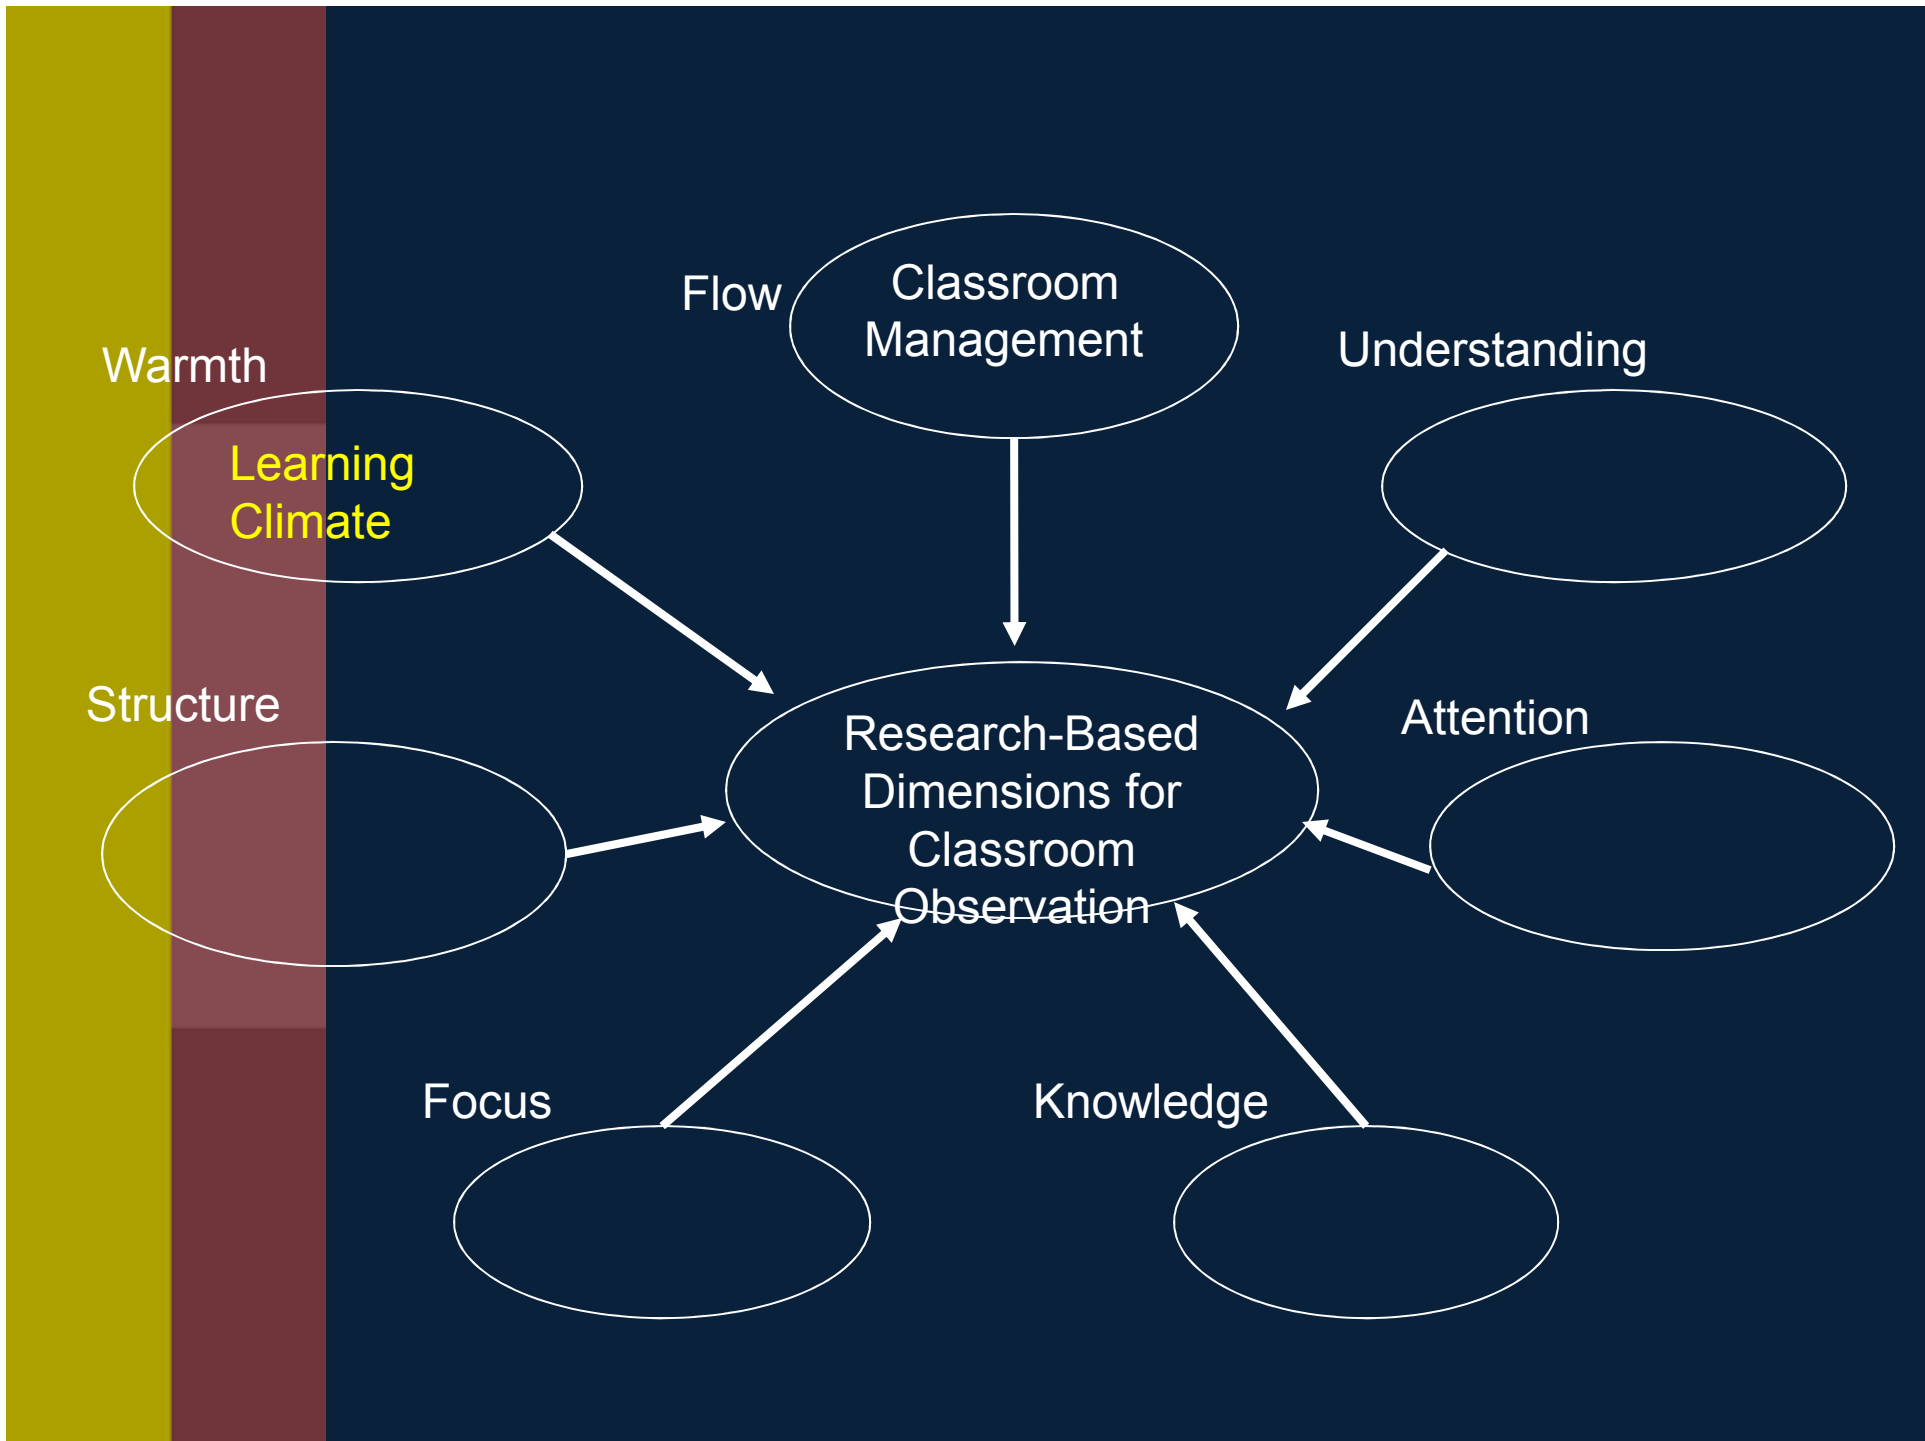 Flow
Classroom
Management
Understanding
Warmth
Learning
Climate
Structure
Attention
Research-Based
Dimensions for
Classroom
Observation
Focus
Knowledge